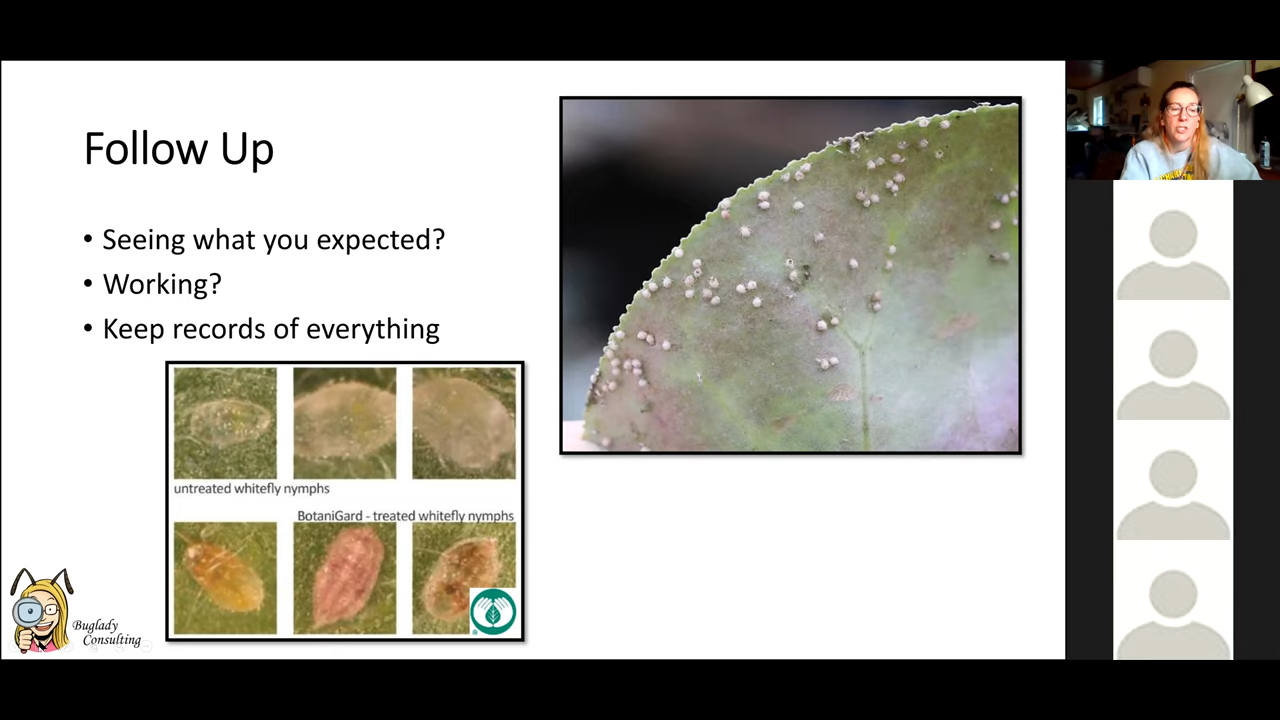 Follow Up
• Seeing what you expected?
• Working?
• Keep records of everything
untreated whitefly nymphs
BotaniGard - treated whitefly nymphs
Buglady
Consulting